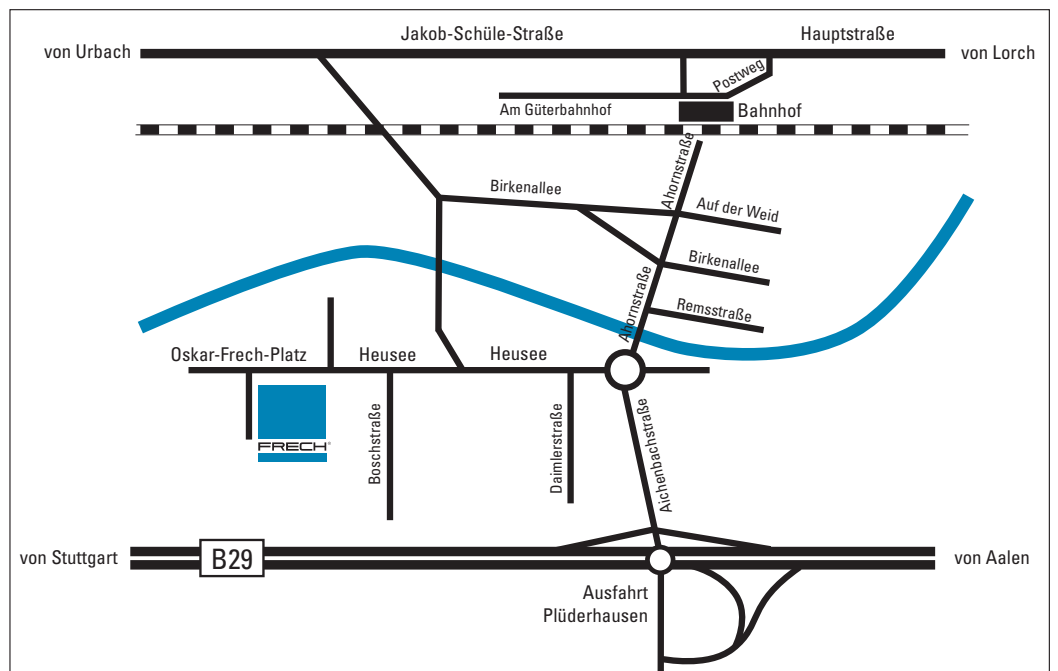 Jakob-Schüle-Straße
Hauptstraße
von Urbach
von Lorch
Postweg
Am Güterbahnhof
Bahnhof
Ahornstraße
Birkenallee
Auf der Weid
Birkenallee
Ahornstraße
Remsstraße
Oskar-Frech-Platz
Heusee
Heusee
FRECH®
Boschstraße
Daimlerstraße
Aichenbachstraße
von Stuttgart
B29
von Aalen
Ausfahrt
Plüderhausen